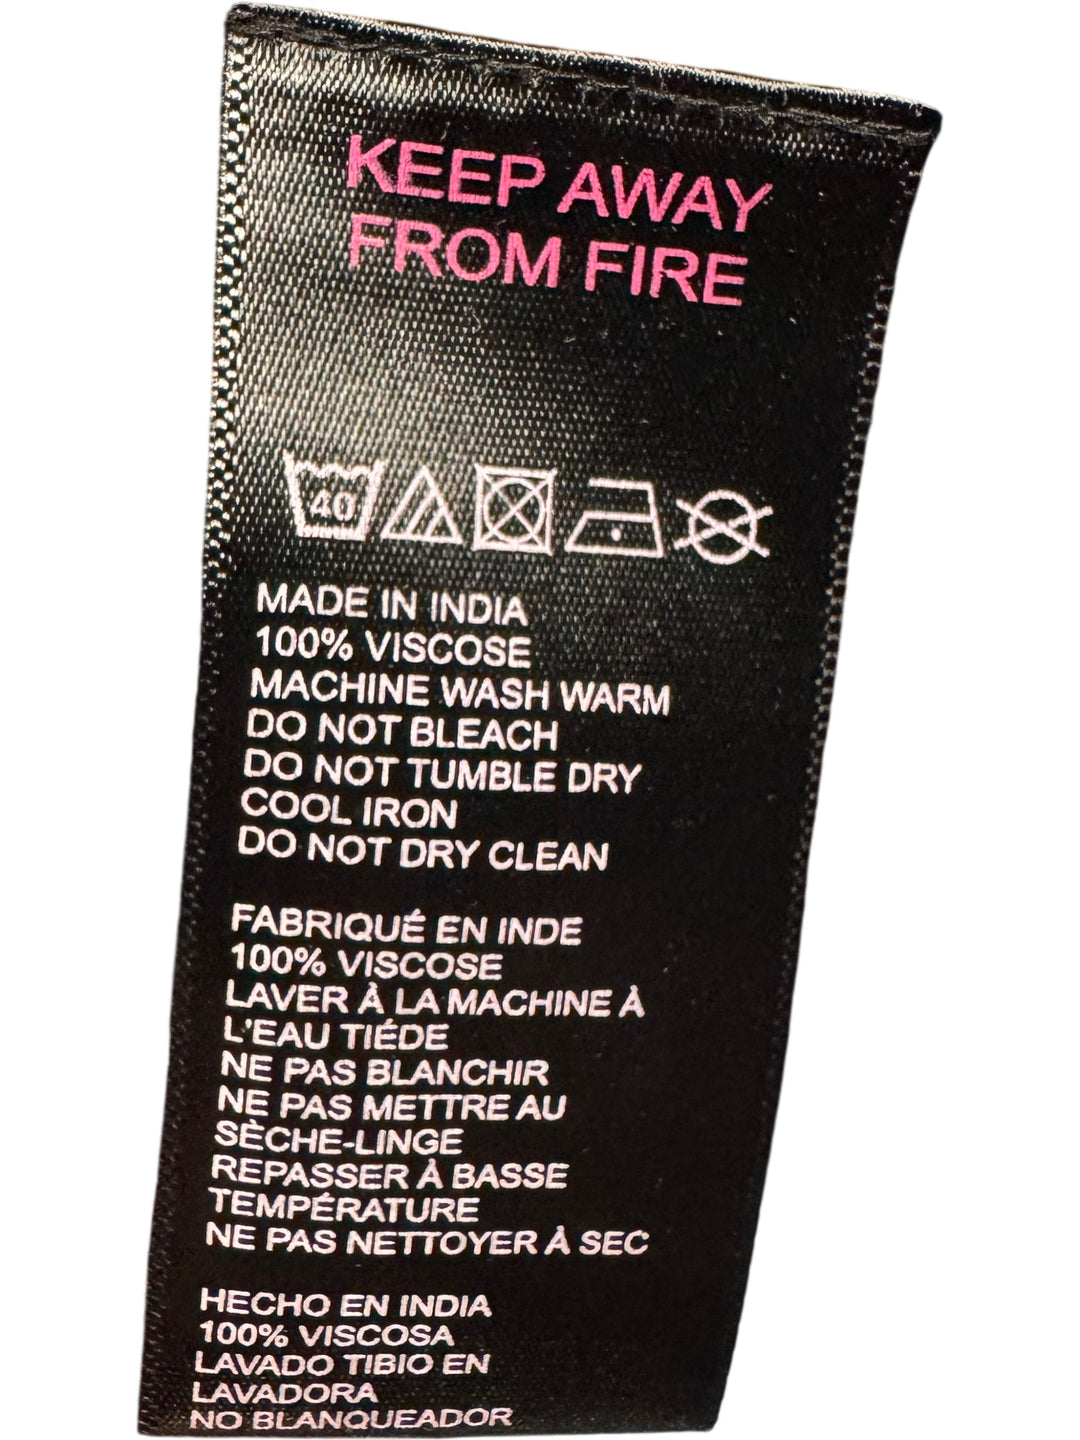 KEEP AWAY
FROM FIRE
40
MADE IN INDIA
100% VISCOSE
MACHINE WASH WARM
DO NOT BLEACH
DO NOT TUMBLE DRY
COOL IRON
DO NOT DRY CLEAN
FABRIQUÉ EN INDE
100% VISCOSE
LAVER À LA MACHINE À
L'EAU TIÉDE
NE PAS BLANCHIR
NE PAS METTRE AU
SÈCHE-LINGE
REPASSER À BASSE
TEMPÉRATURE
NE PAS NETTOYER À SEC
HECHO EN INDIA
100% VISCOSA
LAVADO TIBIO EN
LAVADORA
NO BLANQUEADOR